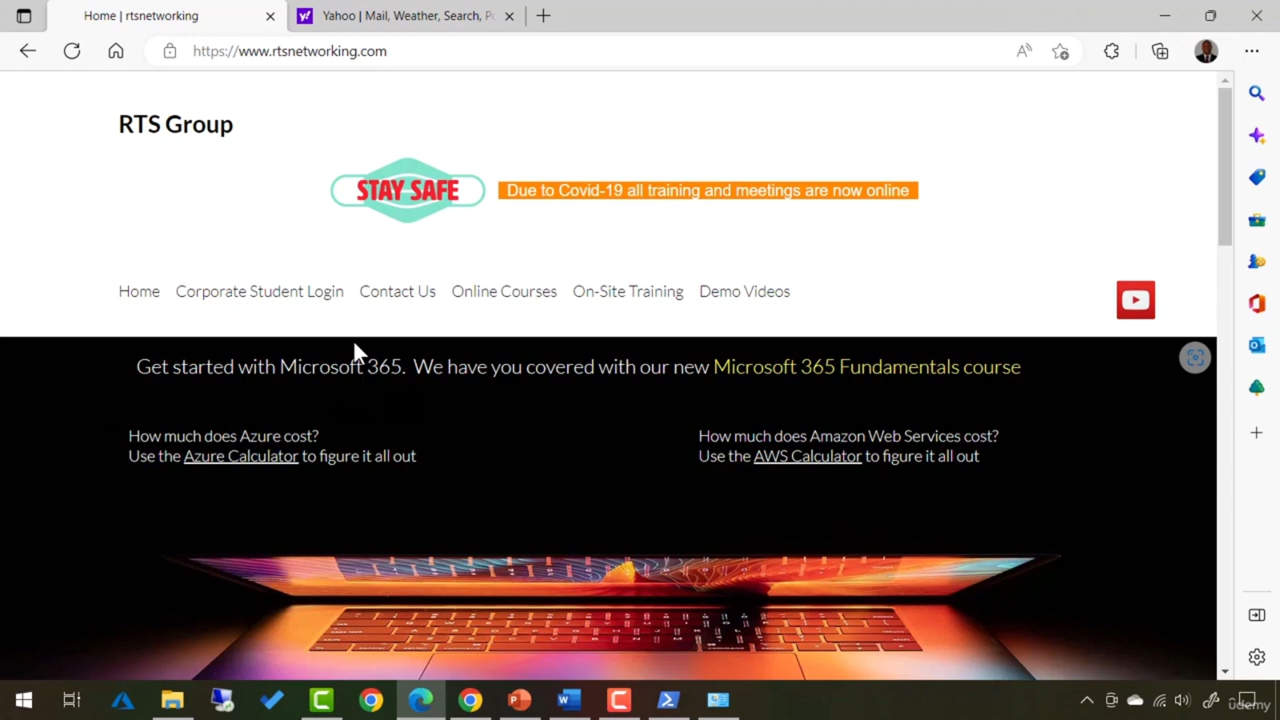 Home | rtsnetworking
Yahoo | Mail, Weather, Search, Po
https://www.rtsnetworking.com
RTS Group
STAY SAFE
Due to Covid-19 all training and meetings are now online
Home Corporate Student Login Contact Us Online Courses On-Site Training Demo Videos
Get started with Microsoft 365. We have you covered with our new Microsoft 365 Fundamentals course
How much does Azure cost?
Use the Azure Calculator to figure it all out
How much does Amazon Web Services cost?
Use the AWS Calculator to figure it all out
udemy